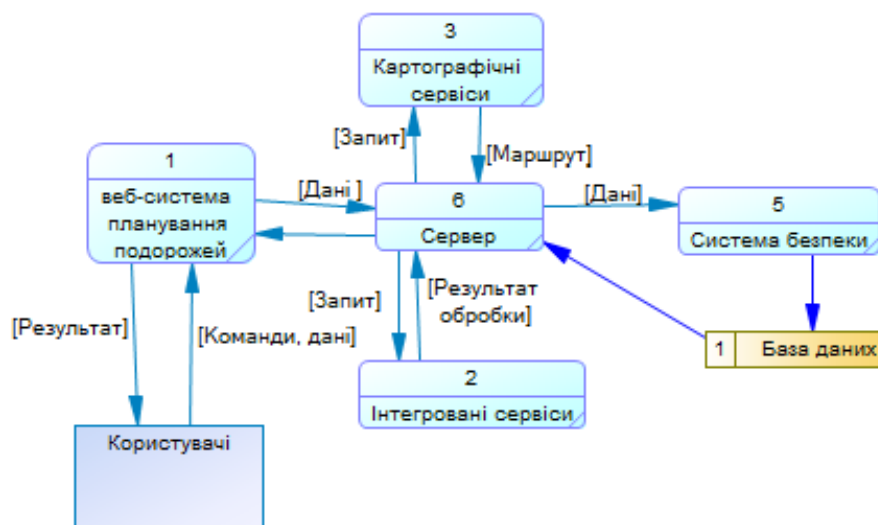 3
Картографічні
сервіси
[Запит]
[Маршрут]
1
веб-система
планування
подорожей
[Дані ]
6
Сервер
[Дані]
5
Система безпеки
[Запит]
[Результат
обробки]
[Результат]
[Команди, дані]
1
База даних
2
Інтегровані сервіси
Користувачі